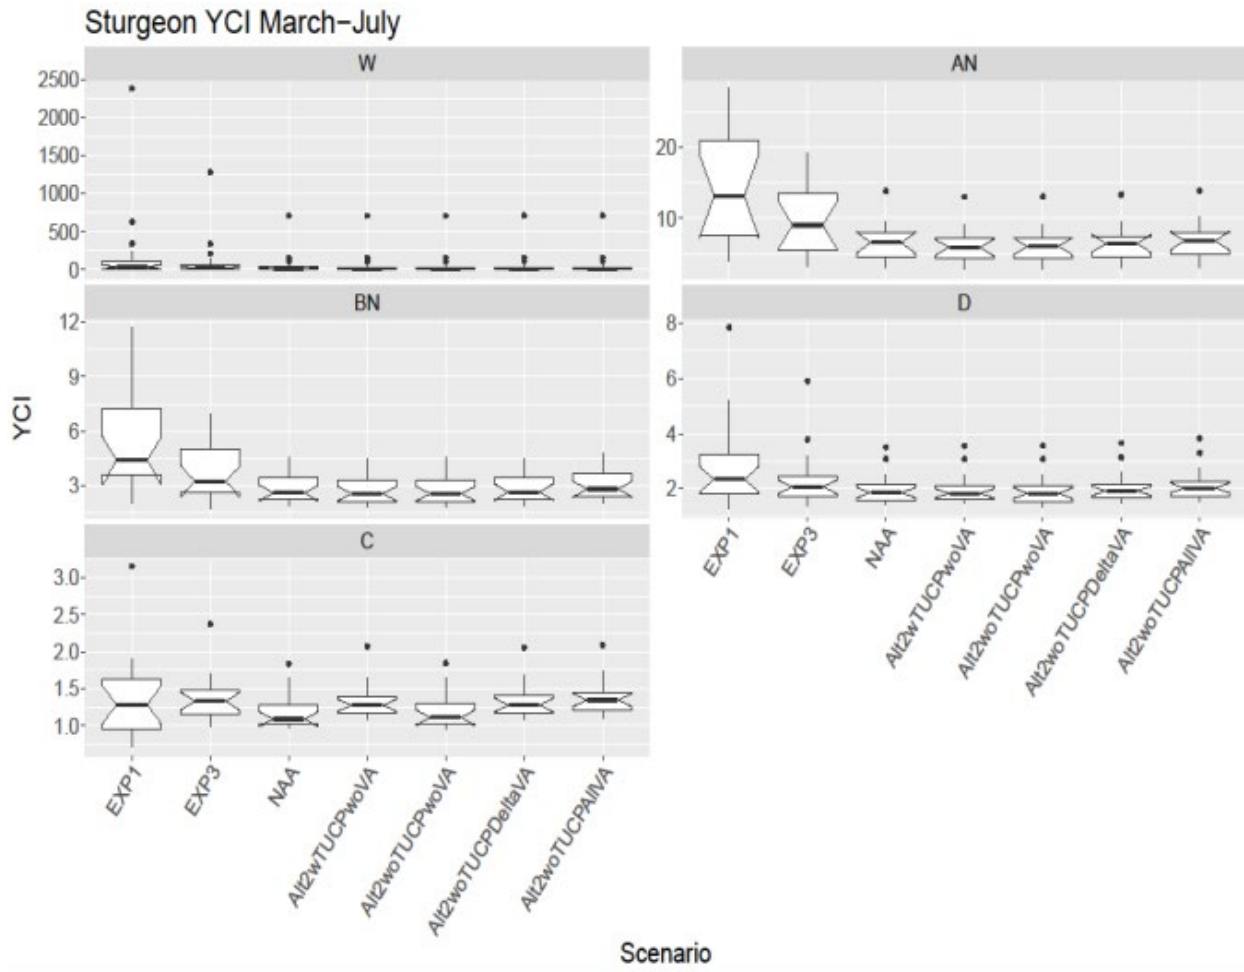 Sturgeon YCI March–July
W
2500
2000
1500
1000
500
0
AN
20
10
BN
12
9
6
3
D
8
6
4
2
C
3.0
2.5
2.0
1.5
1.0
YCI
EXP1
EXP3
NAA
Alt2wTUCPwoVA
Alt2woTUCPwoVA
Alt2woTUCPDeltaVA
Alt2woTUCPAllVA
EXP1
EXP3
NAA
Alt2wTUCPwoVA
Alt2woTUCPwoVA
Alt2woTUCPDeltaVA
Alt2woTUCPAllVA
Scenario